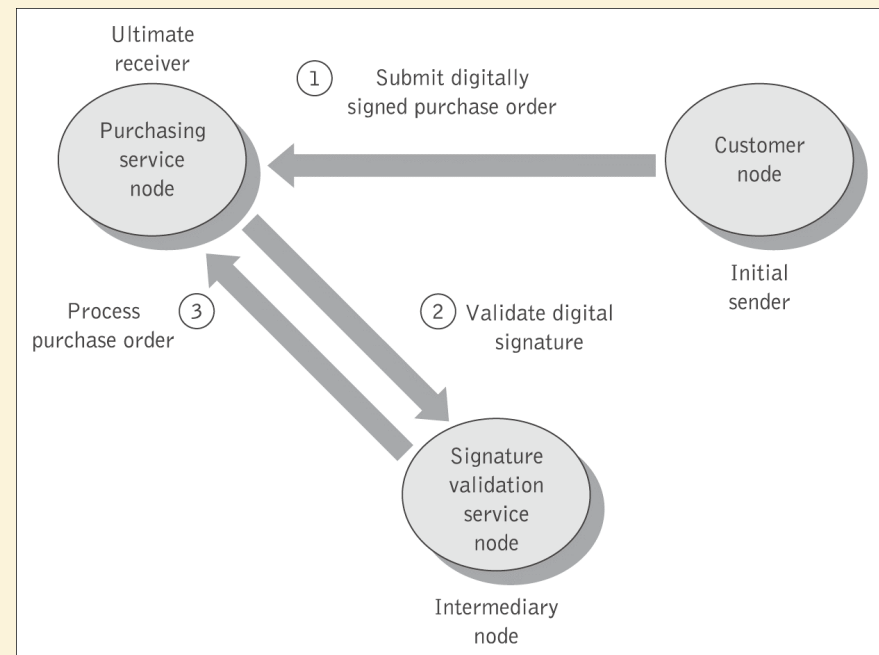 Ultimate
receiver
Purchasing
service
node
1
Submit digitally
signed purchase order
Customer
node
Initial
sender
Process
purchase order
3
2
Validate digital
signature
Signature
validation
service
node
Intermediary
node